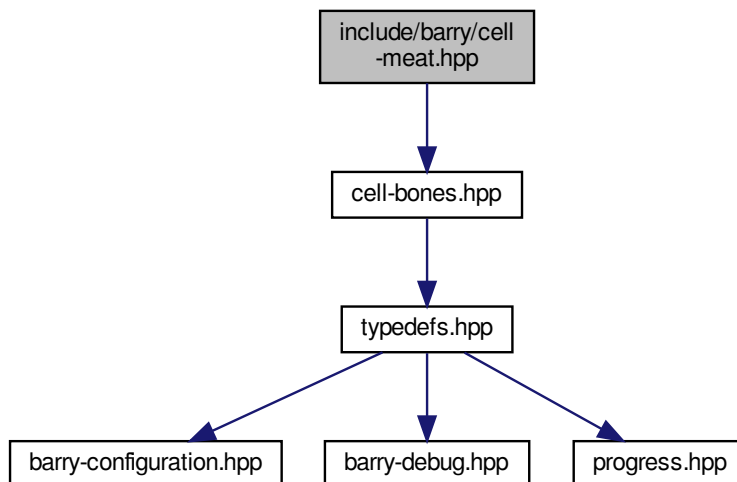 include/barry/cell
-meat.hpp
cell-bones.hpp
typedefs.hpp
barry-configuration.hpp
barry-debug.hpp
progress.hpp